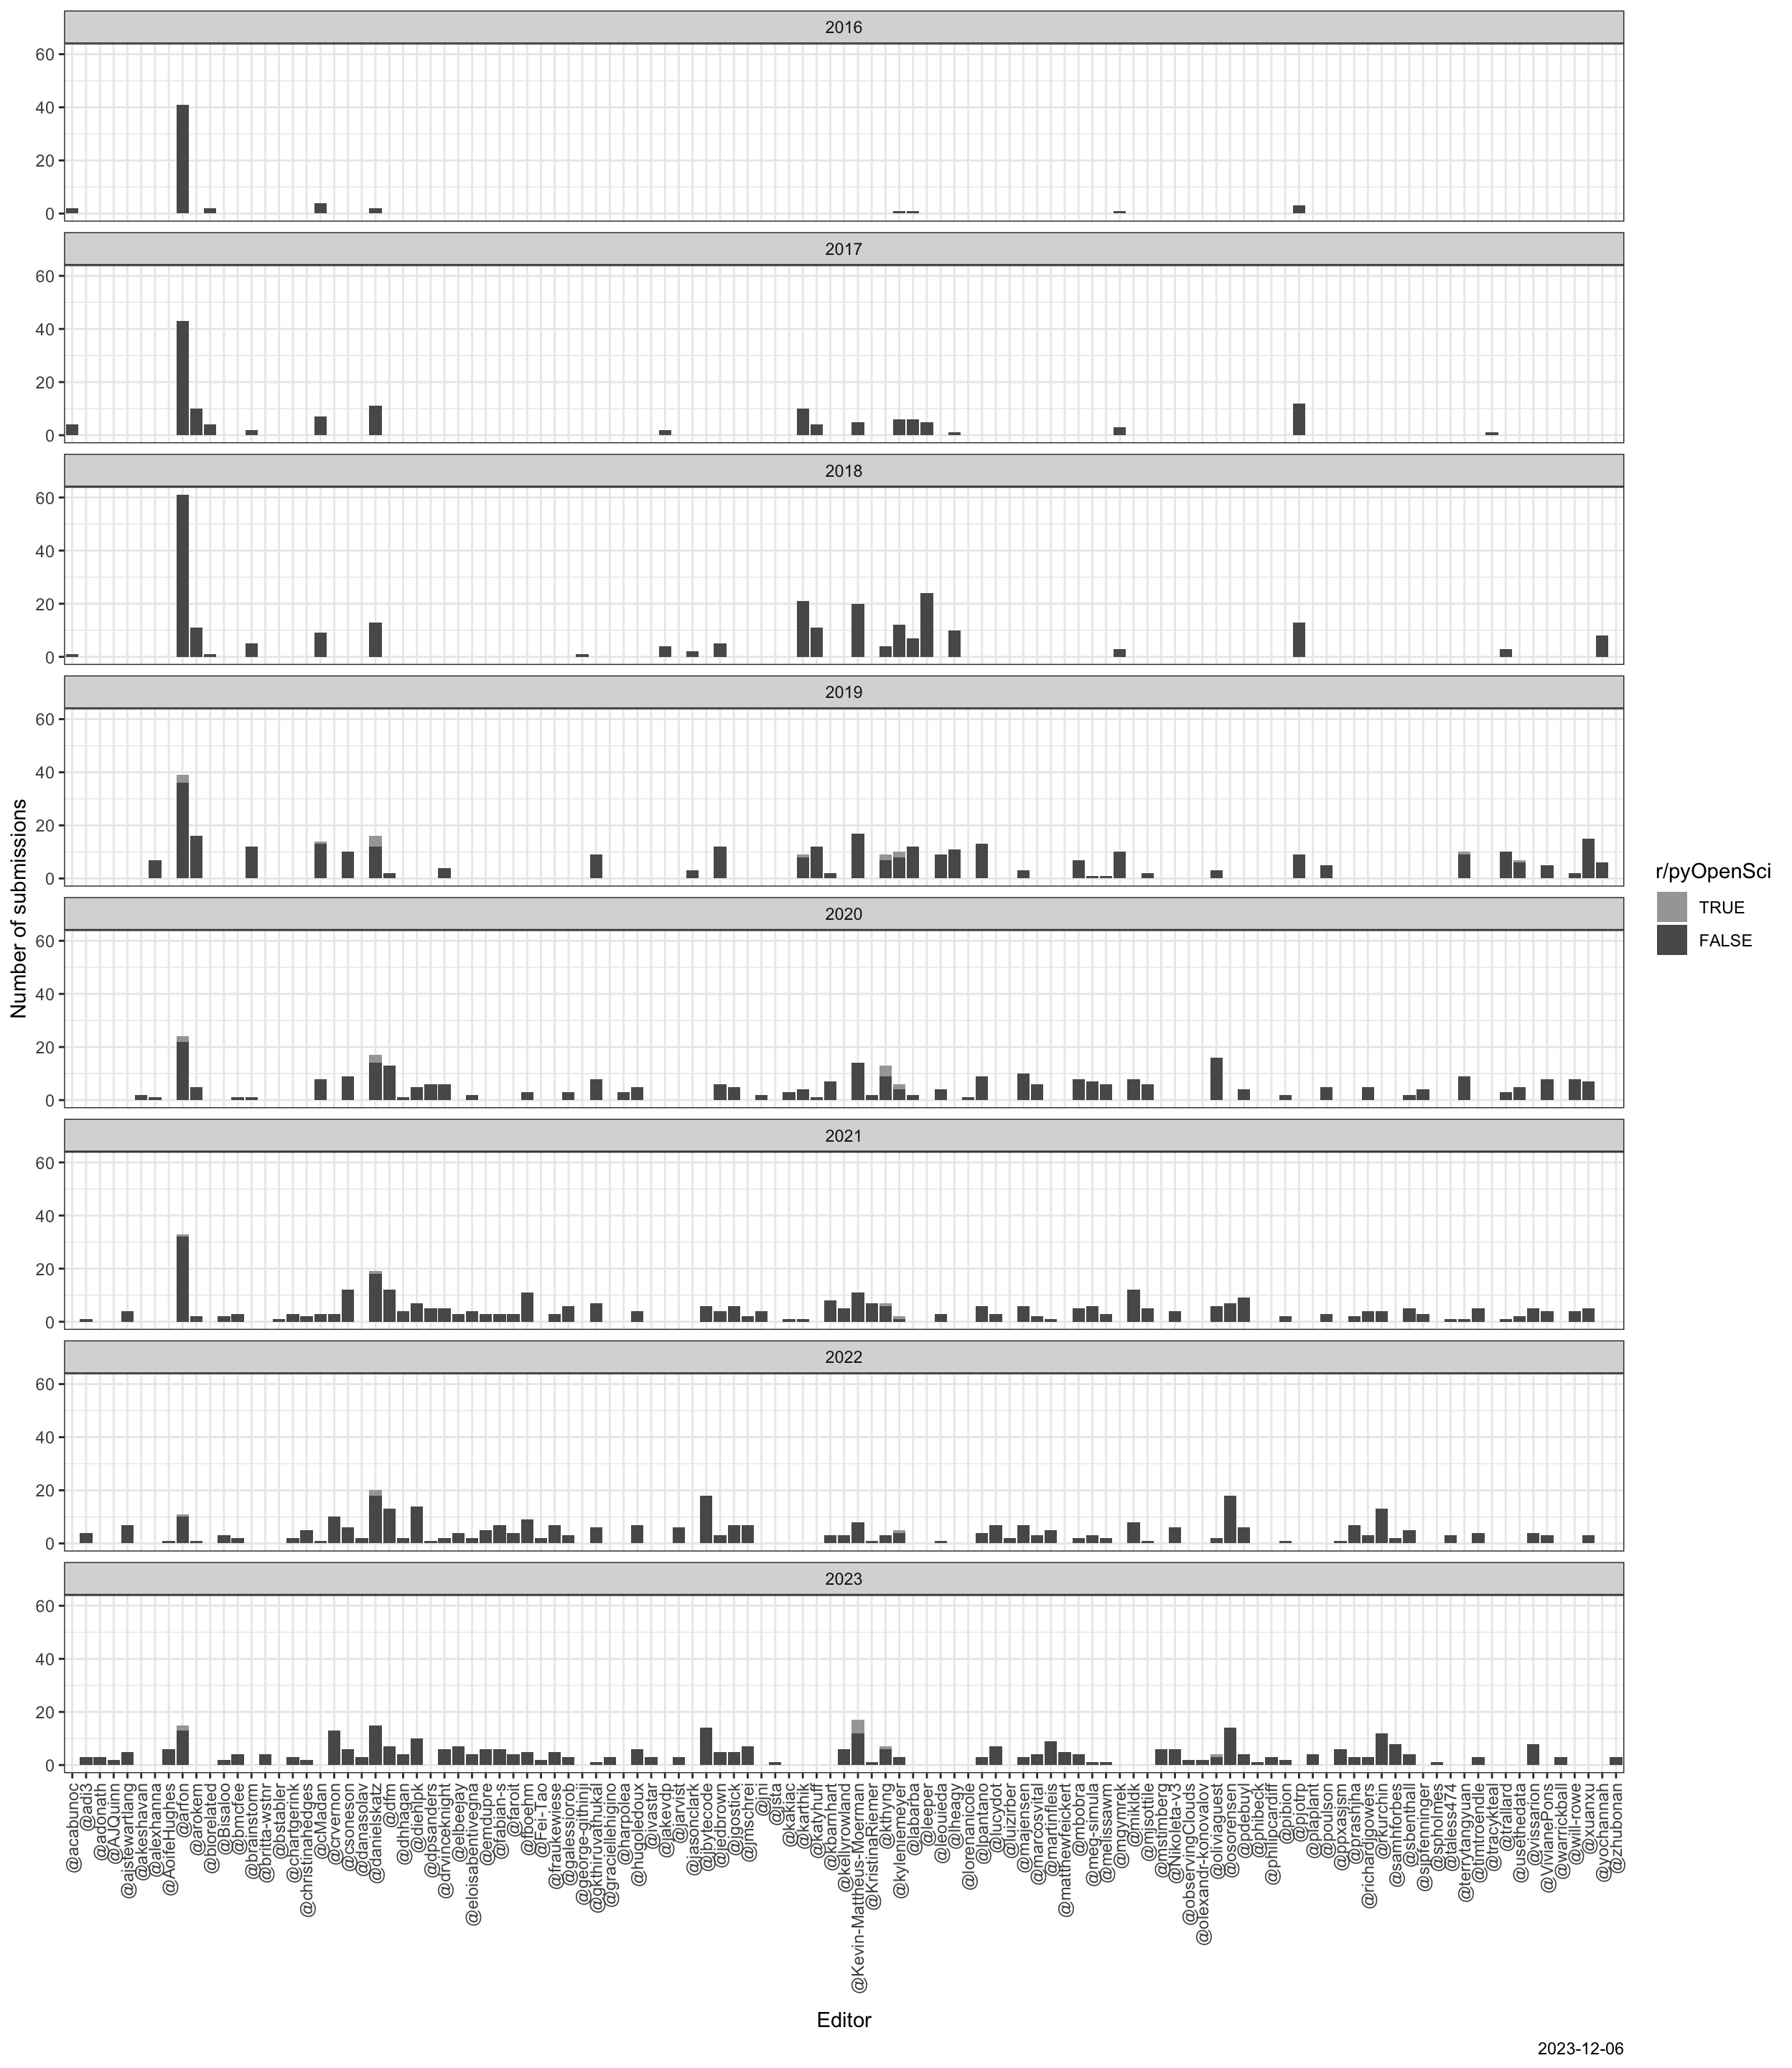 2016
60
40
20
0
2017
60
40
20
0
2018
60
40
20
0
2019
60
40
20
0
2020
60
40
20
0
2021
60
40
20
0
2022
60
40
20
0
2023
60
40
20
0
Number of submissions
@acabunoc
@adi3
@adonath
@AJQuinn
@ajstewartlang
@akeshavan
@alexhanna
@AoifeHughes
@arfon
@arokem
@biorelated
@Bisaloo
@bmcfee
@brainstorm
@britta-wstnr
@bstabler
@chartgerink
@christinahedges
@cMadan
@crvernon
@csoneson
@danasolav
@danielskatz
@dfm
@dhhagan
@diehlpk
@dpsanders
@drvinceknight
@elbeejay
@eloisabentivegna
@emdupre
@fabian-s
@faroit
@fboehm
@Fei-Tao
@fraukewiese
@galessiorob
@george-githinji
@gkthiruvathukal
@graciellehigino
@harpolea
@hugoledoux
@ivastar
@jakevdp
@jarvist
@jasonclark
@jbytecode
@jedbrown
@jgostick
@jmschrei
@jni
@jsta
@kakiac
@karthik
@katyhuff
@kbarnhart
@kellyrowland
@Kevin-Mattheus-Moerman
@KristinaRiemer
@kthyng
@kyleniemeyer
@labarba
@leeper
@leouieda
@lheagy
@lorenanicole
@lpantano
@lucydot
@luizirber
@majensen
@marcosvital
@martinfleis
@matthewfeickert
@mbobra
@meg-simula
@melissawm
@mgymrek
@mikldk
@mjsottile
@mstimberg
@Nikoleta-v3
@observingClouds
@olexandr-konovalov
@oliviaguest
@osorensen
@pdebuyl
@phibeck
@philipcardiff
@pibion
@pjotrp
@plaplant
@poulson
@ppxasjsm
@prashjha
@richardjgowers
@rkurchin
@samhforbes
@sbenthall
@sjpfenninger
@spholmes
@taless474
@terrytangyuan
@timtroendle
@tracykteal
@trallard
@usethedata
@vissarion
@VivianePons
@warrickball
@will-rowe
@xuanxu
@yochannah
@zhubonan
Editor
r/pyOpenSci
TRUE
FALSE
2023-12-06